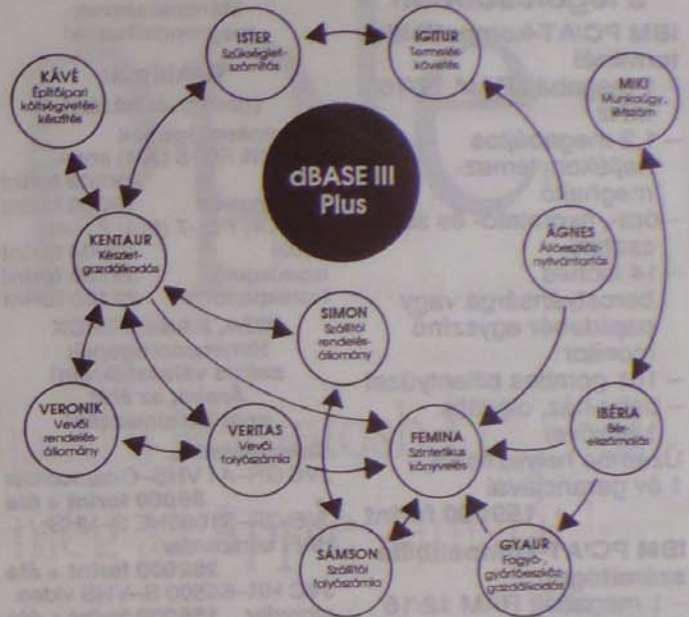 ISTER
Szükséglet-
számítás
IGITUR
Termelés-
követés
KÁVÉ
Építőipari
költségvetés-
készítés
MIKI
Munkaügy,
létszám
dBASE III
Plus
KENTAUR
Készlet-
gazdálkodás
ÁGNES
Állóeszköz-
nyilvántartás
SIMON
Szállítói
rendelés-
állomány
VERONIK
Vevői
rendelés-
állomány
VERITAS
Vevői
folyószámla
FEMINA
Szintetikus
könyvelés
IBÉRIA
Bér-
elszámolás
SÁMSON
Szállítói
folyószámla
GYAUR
Fogyó-,
gyártóeszköz-
gazdálkodás